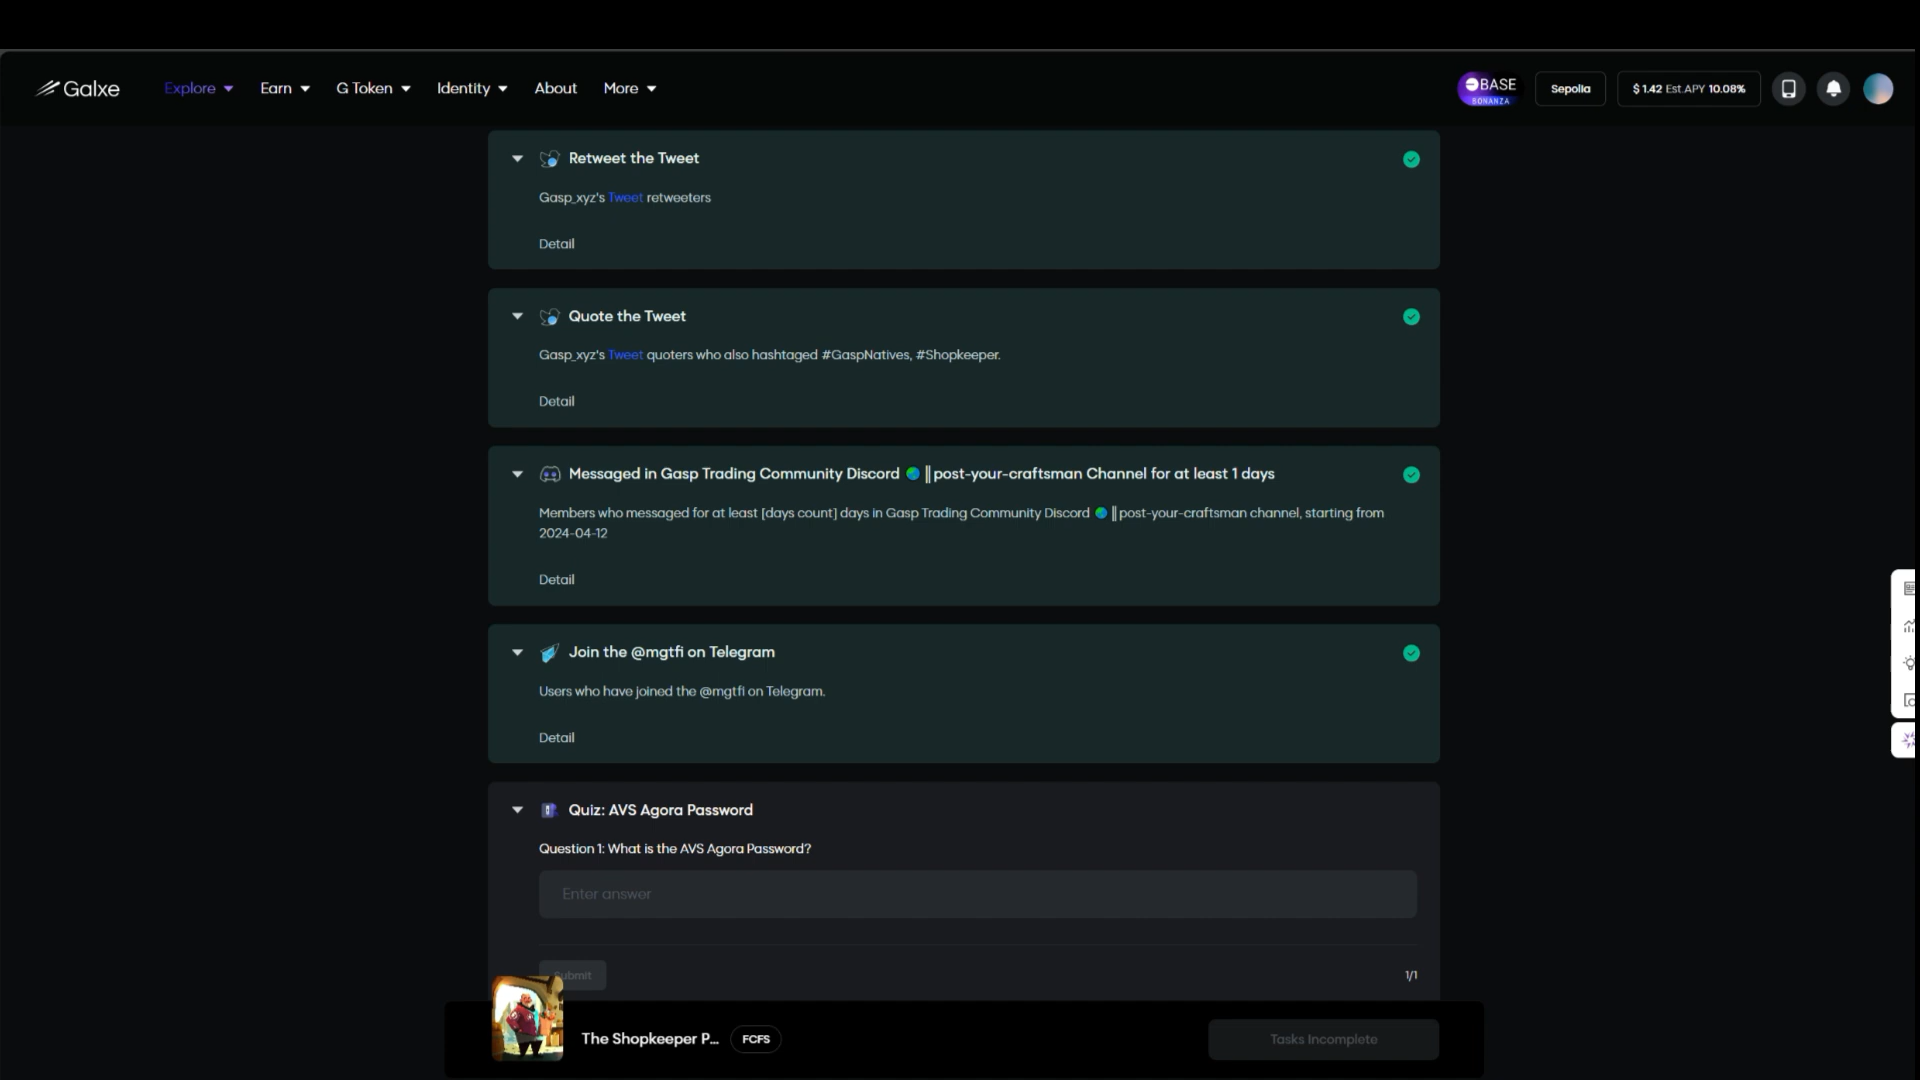 Galxe
Explore
Earn
G Token
Identity
About
More
BASE
BONANZA
Sepolia
$ 1.42 Est.APY 10.08%
Retweet the Tweet
Gasp_xyz's Tweet retweeters
Detail
Quote the Tweet
Gasp_xyz's Tweet quoters who also hashtaged #GaspNatives, #Shopkeeper.
Detail
Messaged in Gasp Trading Community Discord 🌏║post-your-craftsman Channel for at least 1 days
Members who messaged for at least [days count] days in Gasp Trading Community Discord 🌏║post-your-craftsman channel, starting from
2024-04-12
Detail
Join the @mgtfi on Telegram
Users who have joined the @mgtfi on Telegram.
Detail
Quiz: AVS Agora Password
Question 1: What is the AVS Agora Password?
Enter answer
Submit
1/1
The Shopkeeper P...
FCFS
Tasks Incomplete